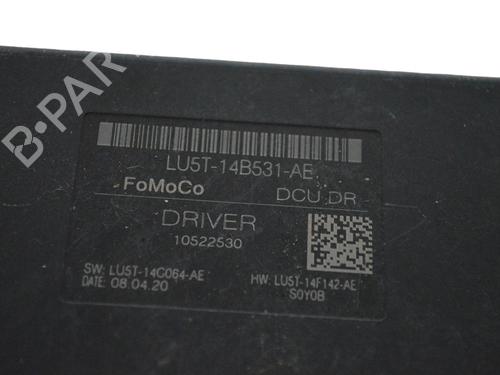 B-PARTS
LU5T-14B531-AE
FoMoCo DCU DR
DRIVER
10522530
SW: LU5T-14C064-AE HW: LU5T-14F142-AE
DATE: 08.04.20 S0Y0B